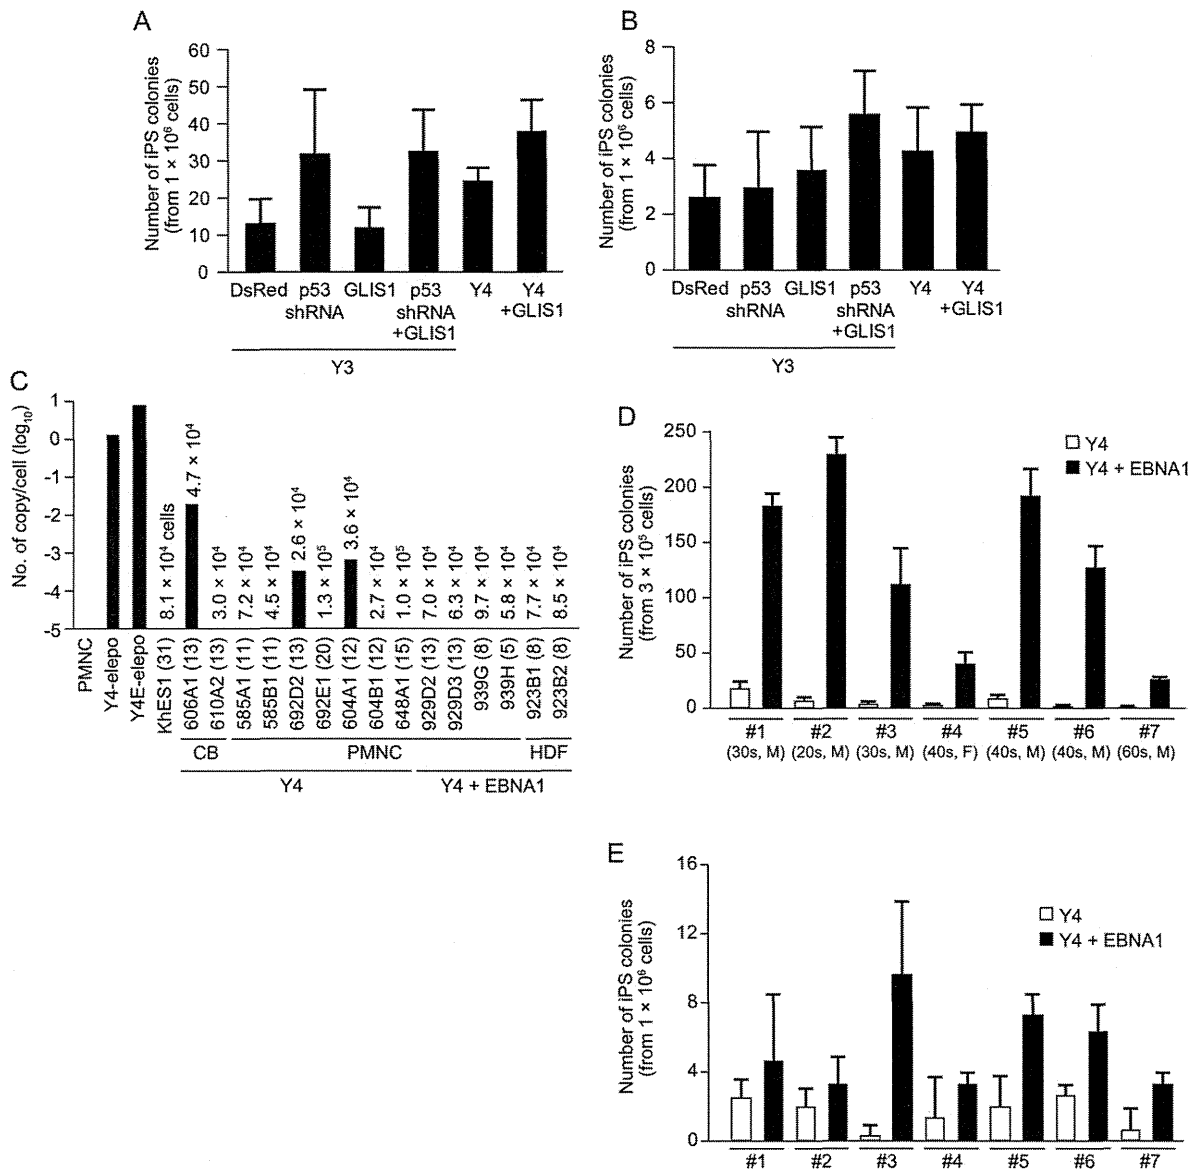 A
Number of iPS colonies
(from 1 × 10⁶ cells)
60
50
40
30
20
10
0
DsRed p53 GLIS1 p53 Y4 Y4
shRNA shRNA +GLIS1
+GLIS1
Y3
B
Number of iPS colonies
(from 1 × 10⁶ cells)
8
6
4
2
0
DsRed p53 GLIS1 p53 Y4 Y4
shRNA shRNA +GLIS1
+GLIS1
Y3
C
No. of copy/cell (log₁₀)
1
0
-1
-2
-3
-4
-5
8.1 × 10⁴ cells
4.7 × 10⁴
3.0 × 10⁴
7.2 × 10⁴
4.5 × 10⁴
2.6 × 10⁴
1.3 × 10⁵
3.6 × 10⁴
2.7 × 10⁴
1.0 × 10⁵
7.0 × 10⁴
6.3 × 10⁴
9.7 × 10⁴
5.8 × 10⁴
7.7 × 10⁴
8.5 × 10⁴
PMNC
Y4-elepo
Y4E-elepo
KhES1 (31)
606A1 (13)
610A2 (13)
585A1 (11)
585B1 (11)
692D2 (13)
692E1 (20)
604A1 (12)
604B1 (12)
648A1 (15)
929D2 (13)
929D3 (13)
939G (8)
939H (5)
923B1 (8)
923B2 (8)
CB PMNC HDF
Y4 Y4 + EBNA1
D
Number of iPS colonies
(from 3 × 10⁶ cells)
250
200
150
100
50
0
Y4
Y4 + EBNA1
#1 #2 #3 #4 #5 #6 #7
(30s, M) (20s, M) (30s, M) (40s, F) (40s, M) (40s, M) (60s, M)
E
Number of iPS colonies
(from 1 × 10⁶ cells)
16
12
8
4
0
Y4
Y4 + EBNA1
#1 #2 #3 #4 #5 #6 #7